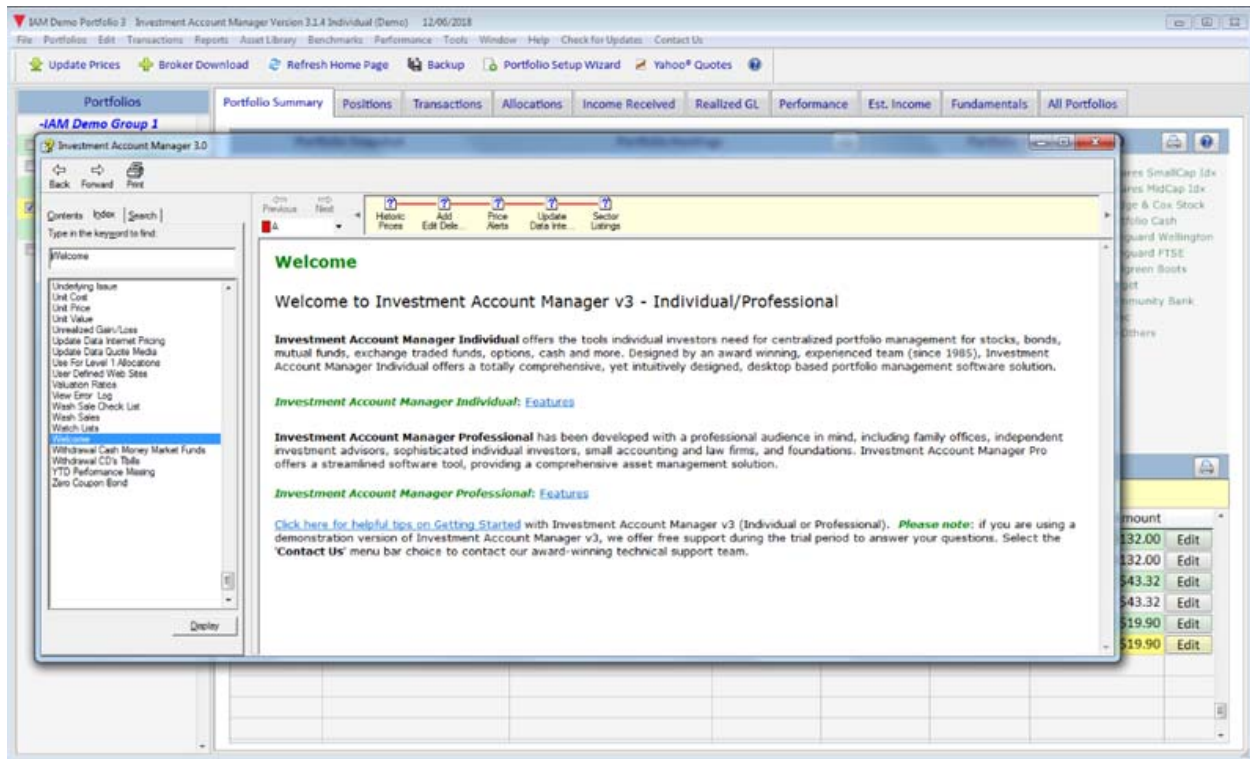 IAM Demo Portfolio 3 Investment Account Manager Version 3.1.4 Individual (Demo) 12/06/2018
File Portfolios Edit Transactions Reports Asset Library Benchmarks Performance Tools Window Help Check for Updates Contact Us
Update Prices Broker Download Refresh Home Page Backup Portfolio Setup Wizard Yahoo® Quotes
Portfolios
Portfolio Summary Positions Transactions Allocations Income Received Realized GL Performance Est. Income Fundamentals All Portfolios
-IAM Demo Group 1
Investment Account Manager 3.0
Back Forward Print
Contents Index Search
Type in the keyword to find:
Welcome
Underlying Issue
Unit Cost
Unit Price
Unit Value
Unrealized Gain/Loss
Update Data Internet Pricing
Update Data Quote Media
Use For Level 1 Allocations
User Defined Web Sites
Valuation Ratios
View Error Log
Wash Sale Check List
Wash Sales
Watch Lists
Welcome
Withdrawal Cash Money Market Funds
Withdrawal CD's Tbills
YTD Performance Missing
Zero Coupon Bond
Display
Previous Next
A
Historic Prices
Add Edit Dele...
Price Alerts
Update Data Inte...
Sector Listings
Welcome
Welcome to Investment Account Manager v3 - Individual/Professional
Investment Account Manager Individual offers the tools individual investors need for centralized portfolio management for stocks, bonds,
mutual funds, exchange traded funds, options, cash and more. Designed by an award winning, experienced team (since 1985), Investment
Account Manager Individual offers a totally comprehensive, yet intuitively designed, desktop based portfolio management software solution.
Investment Account Manager Individual: Features
Investment Account Manager Professional has been developed with a professional audience in mind, including family offices, independent
investment advisors, sophisticated individual investors, small accounting and law firms, and foundations. Investment Account Manager Pro
offers a streamlined software tool, providing a comprehensive asset management solution.
Investment Account Manager Professional: Features
Click here for helpful tips on Getting Started with Investment Account Manager v3 (Individual or Professional). Please note: if you are using a
demonstration version of Investment Account Manager v3, we offer free support during the trial period to answer your questions. Select the
'Contact Us' menu bar choice to contact our award-winning technical support team.
ares SmallCap Idx
ares MidCap Idx
dge & Cox Stock
tfolio Cash
guard Wellington
guard FTSE
green Boots
get
mmunity Bank
Others
mount
132.00 Edit
132.00 Edit
$43.32 Edit
$43.32 Edit
$19.90 Edit
$19.90 Edit